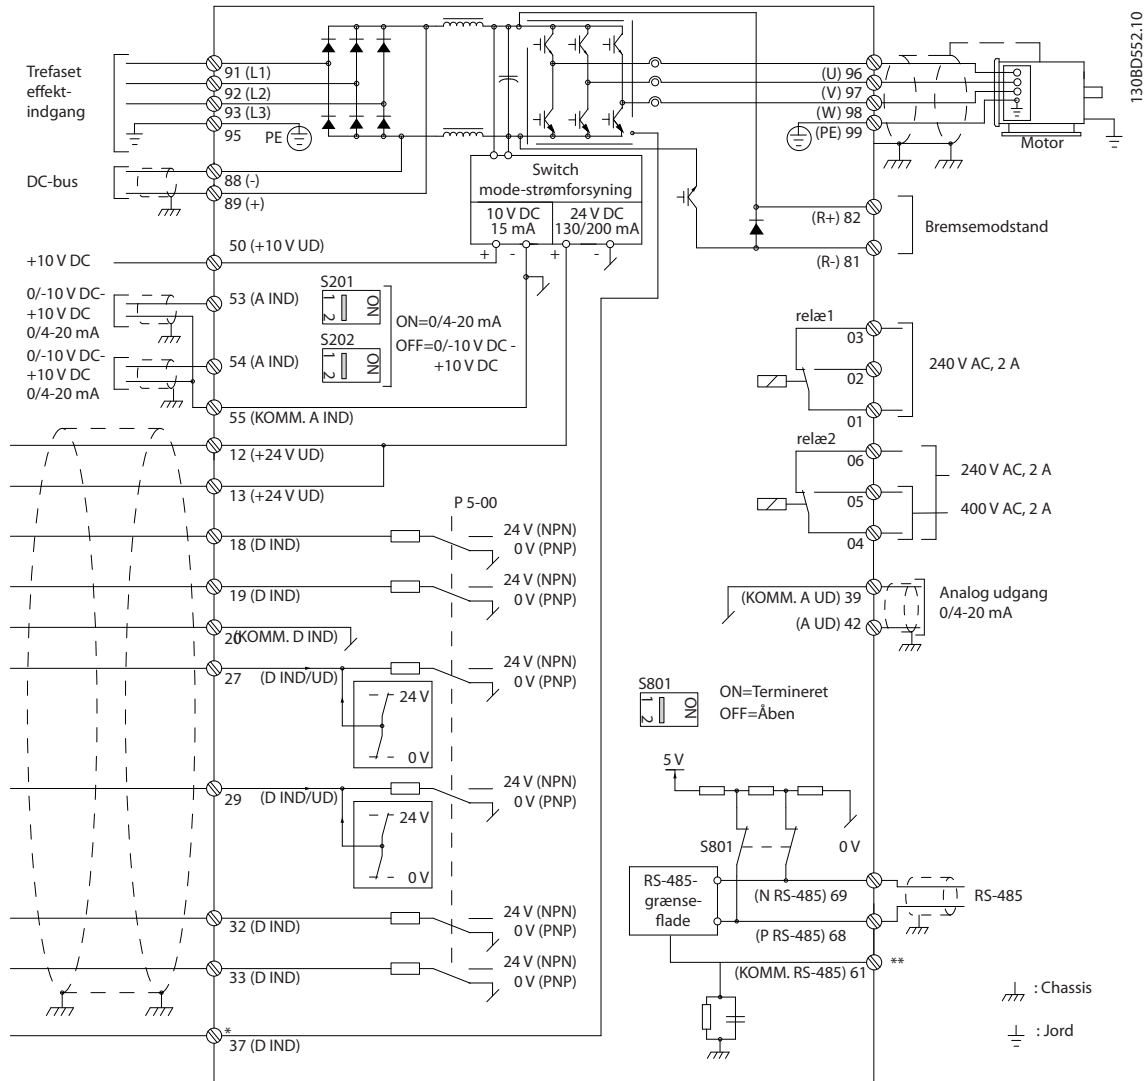 130BD552.10
Trefaset
effekt-
indgang
91 (L1)
92 (L2)
93 (L3)
95
PE
DC-bus
88 (-)
89 (+)
50 (+10 V UD)
+10 V DC
0/-10 V DC-
+10 V DC
0/4-20 mA
53 (A IND)
0/-10 V DC-
+10 V DC
0/4-20 mA
54 (A IND)
55 (KOMM. A IND)
12 (+24 V UD)
13 (+24 V UD)
18 (D IND)
19 (D IND)
20
(KOMM. D IND)
27
(D IND/UD)
24 V
0 V
29
(D IND/UD)
24 V
0 V
32 (D IND)
33 (D IND)
*
37 (D IND)
Switch
mode-strømforsyning
10 V DC
15 mA
24 V DC
130/200 mA
+
-
+
-
S201
1
2
ON
S202
1
2
ON
ON=0/4-20 mA
OFF=0/-10 V DC -
+10 V DC
P 5-00
24 V (NPN)
0 V (PNP)
24 V (NPN)
0 V (PNP)
24 V (NPN)
0 V (PNP)
24 V (NPN)
0 V (PNP)
24 V (NPN)
0 V (PNP)
24 V (NPN)
0 V (PNP)
(U) 96
(V) 97
(W) 98
(PE) 99
Motor
(R+) 82
(R-) 81
Bremsemodstand
relæ1
03
02
01
240 V AC, 2 A
relæ2
06
05
04
240 V AC, 2 A
400 V AC, 2 A
(KOMM. A UD) 39
(A UD) 42
Analog udgang
0/4-20 mA
S801
1
2
ON
ON=Termineret
OFF=Åben
5 V
S801
0 V
RS-485-
grænse-
flade
(N RS-485) 69
(P RS-485) 68
(KOMM. RS-485) 61
**
RS-485
: Chassis
: Jord